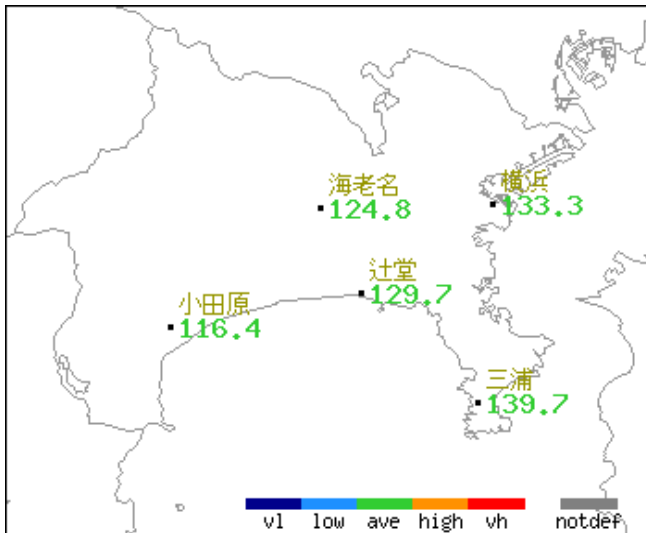 海老名
124.8
横浜
133.3
辻堂
129.7
小田原
116.4
三浦
139.7
vl low ave high vh notdef